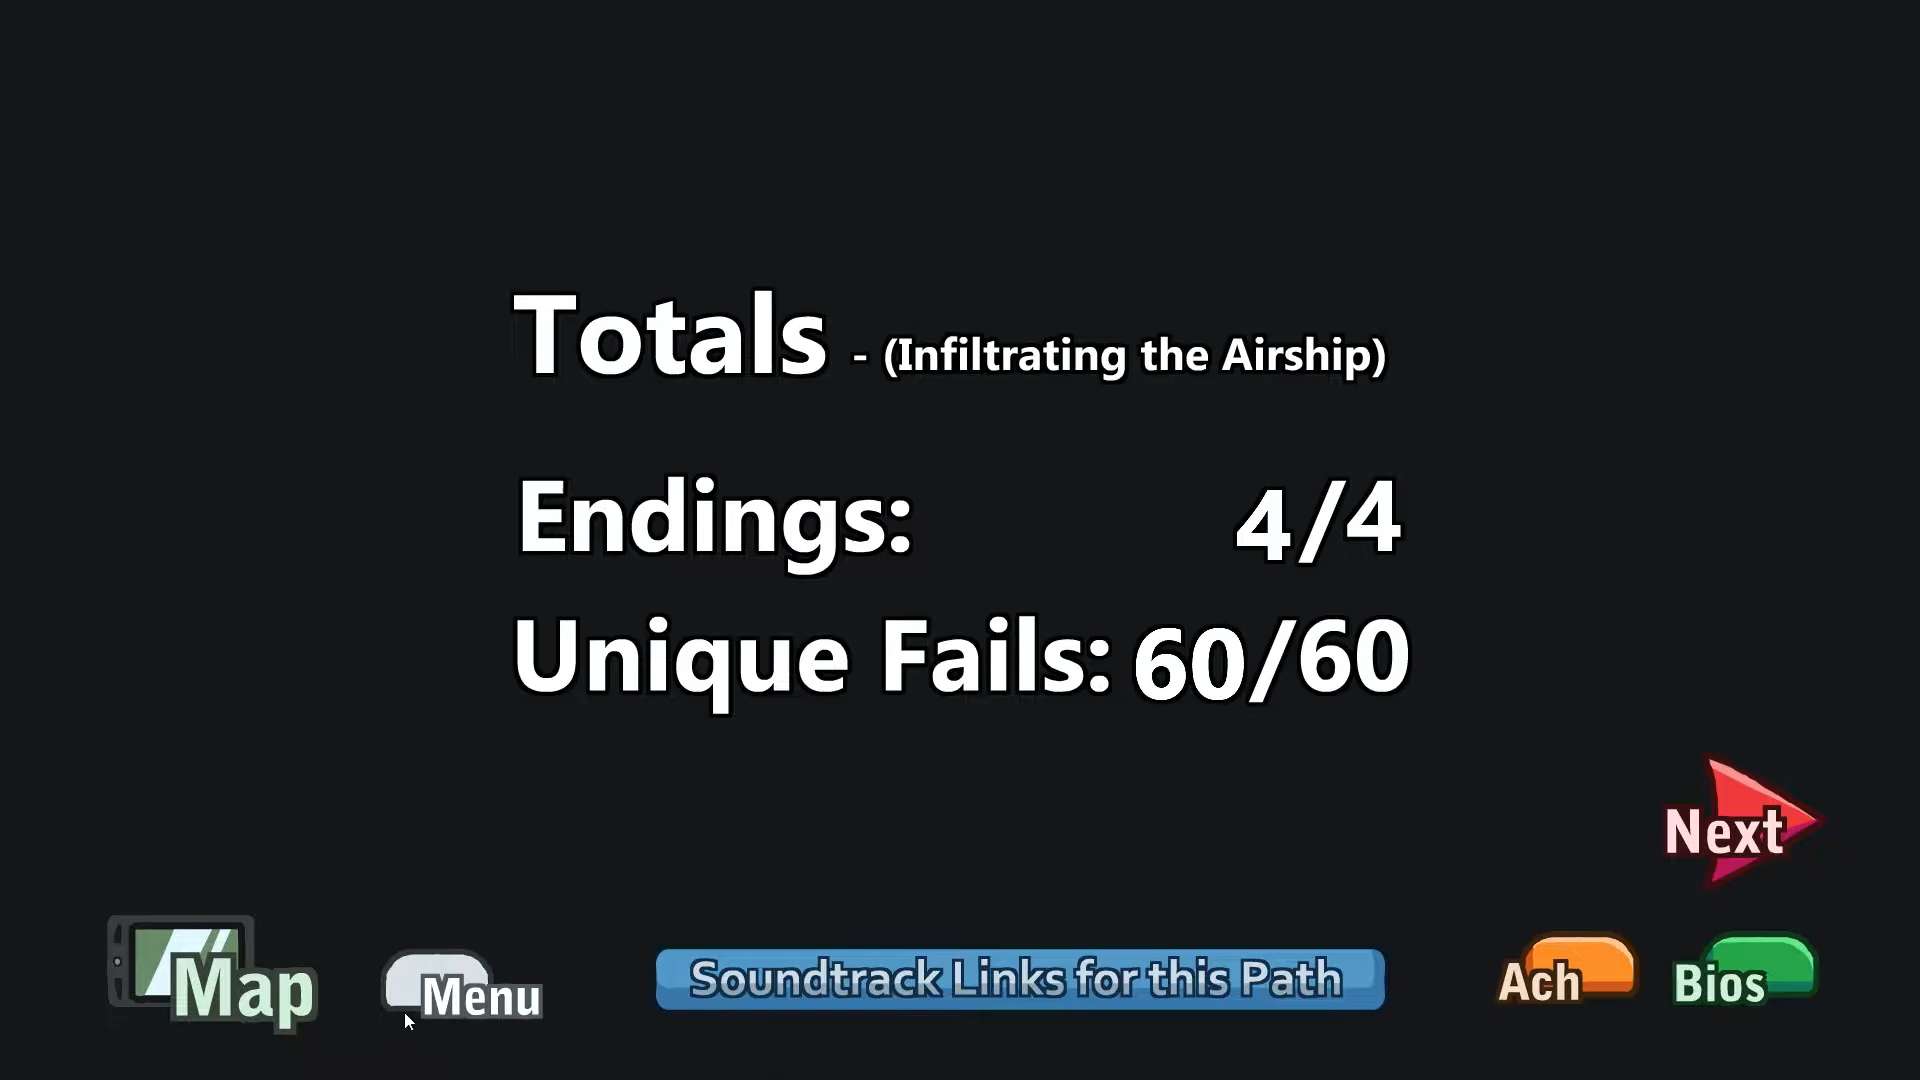 Totals - (Infiltrating the Airship)
Endings: 4/4
Unique Fails: 60/60
Next
Map
Menu
Soundtrack Links for this Path
Ach
Bios